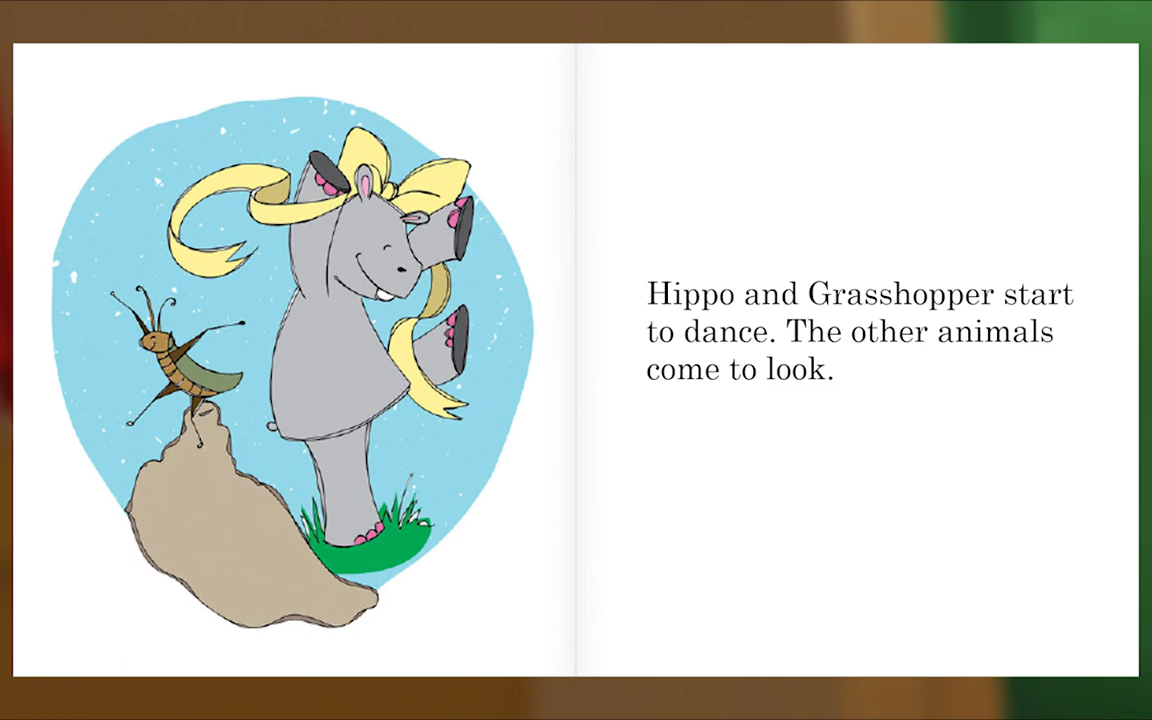 Hippo and Grasshopper start
to dance. The other animals
come to look.